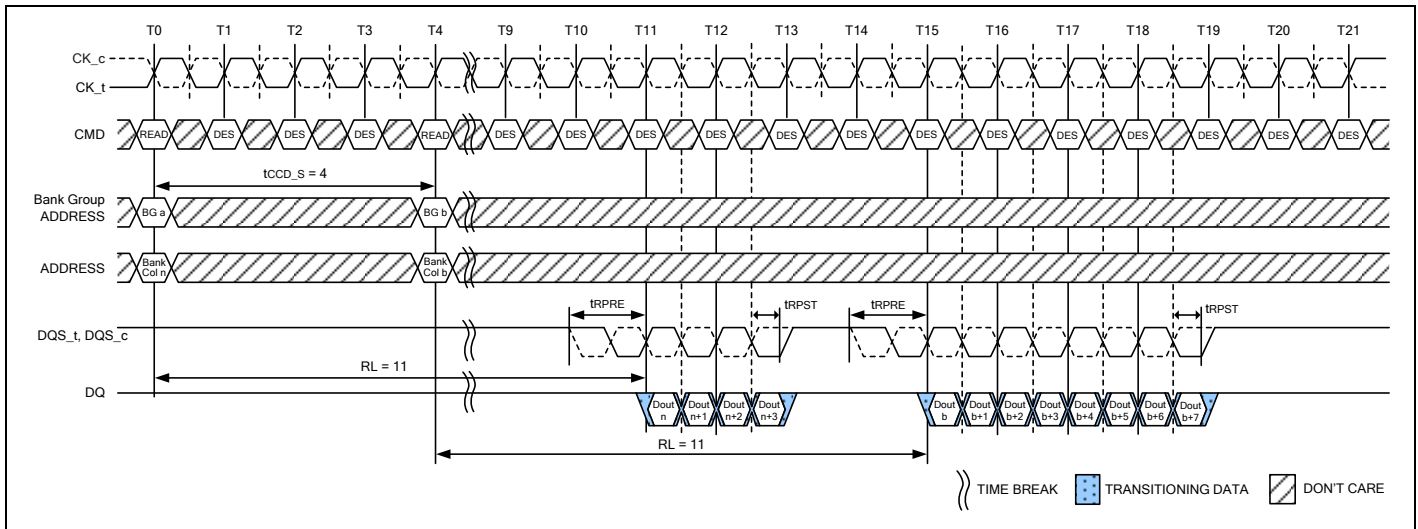 T0 T1 T2 T3 T4 T9 T10 T11 T12 T13 T14 T15 T16 T17 T18 T19 T20 T21
CK_c
CK_t
CMD READ DES DES DES READ DES DES DES DES DES DES DES DES DES DES DES DES DES
tCCD_S = 4
Bank Group
ADDRESS
BG a BG b
ADDRESS
Bank
Col n
Bank
Col b
tRPRE tRPST tRPRE tRPST
DQS_t, DQS_c
RL = 11
DQ
Dout
n
Dout
n+1
Dout
n+2
Dout
n+3
Dout
b
Dout
b+1
Dout
b+2
Dout
b+3
Dout
b+4
Dout
b+5
Dout
b+6
Dout
b+7
RL = 11
TIME BREAK TRANSITIONING DATA DON'T CARE